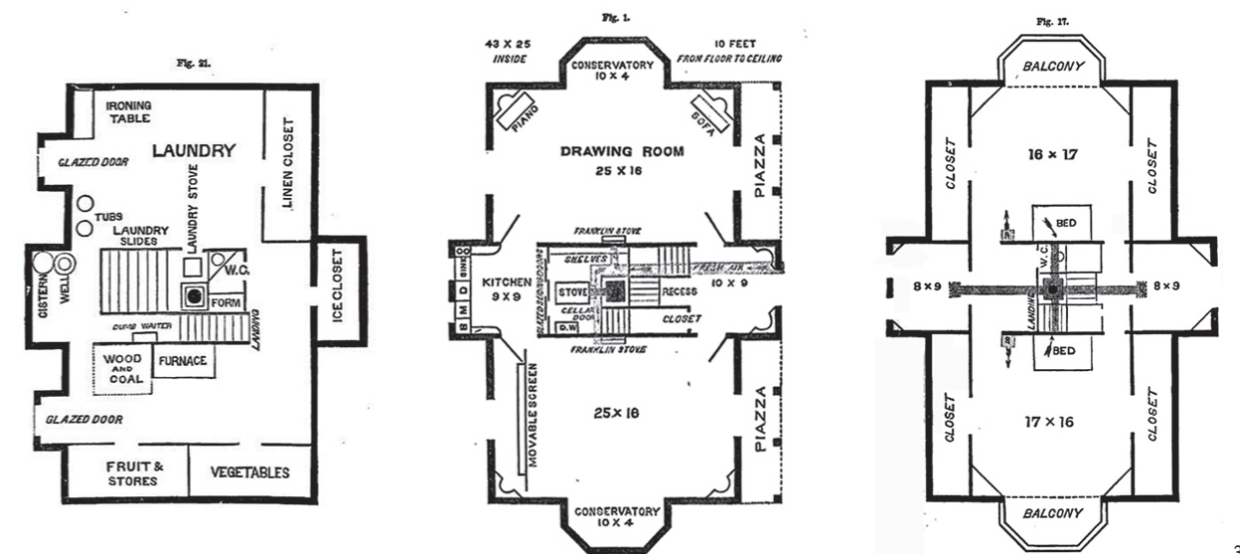 Fig. 21.
IRONING
TABLE
GLAZED DOOR
LAUNDRY
LAUNDRY STOVE
LINEN CLOSET
TUBS
LAUNDRY
SLIDES
CISTERN
WELL
W.C.
FORM
ICE CLOSET
DUMB WAITER
LANDING
WOOD
AND
COAL
FURNACE
GLAZED DOOR
FRUIT &
STORES
VEGETABLES
Fig. 1.
43 X 25
INSIDE
10 FEET
FROM FLOOR TO CEILING
CONSERVATORY
10 X 4
PIANO
SOFA
DRAWING ROOM
25 X 16
PIAZZA
FRANKLIN STOVE
SHELVES
FRESH AIR
SINK
D
M
B
KITCHEN
9 X 9
GLAZED SLID DOORS
STOVE
RECESS
10 X 9
CELLAR
DOOR
D.W
CLOSET
FRANKLIN STOVE
MOVABLE SCREEN
25 X 16
PIAZZA
CONSERVATORY
10 X 4
Fig. 17.
BALCONY
CLOSET
16 × 17
CLOSET
BED
W.C.
8 × 9
8 × 9
LANDING
BED
CLOSET
17 × 16
CLOSET
BALCONY
3